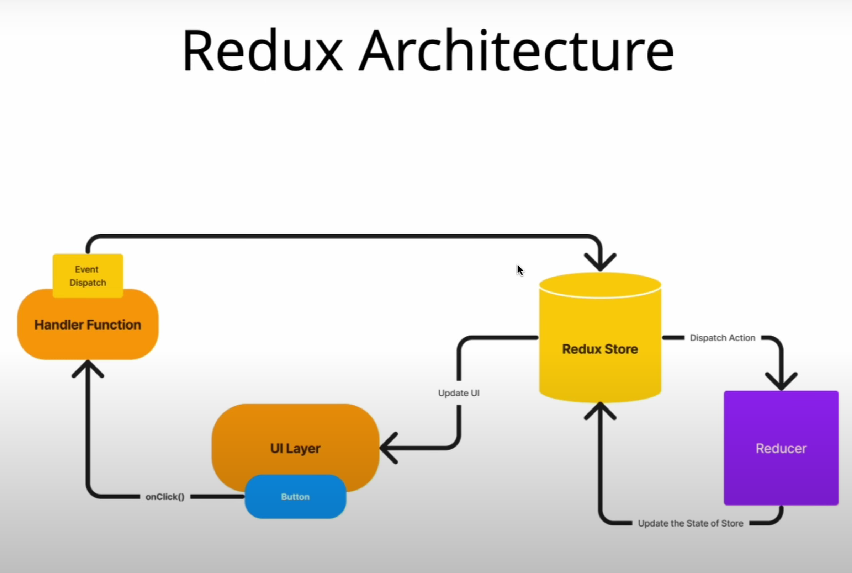 Redux Architecture
Event
Dispatch
Handler Function
Redux Store
Dispatch Action
Update UI
UI Layer
Reducer
onClick()
Button
Update the State of Store